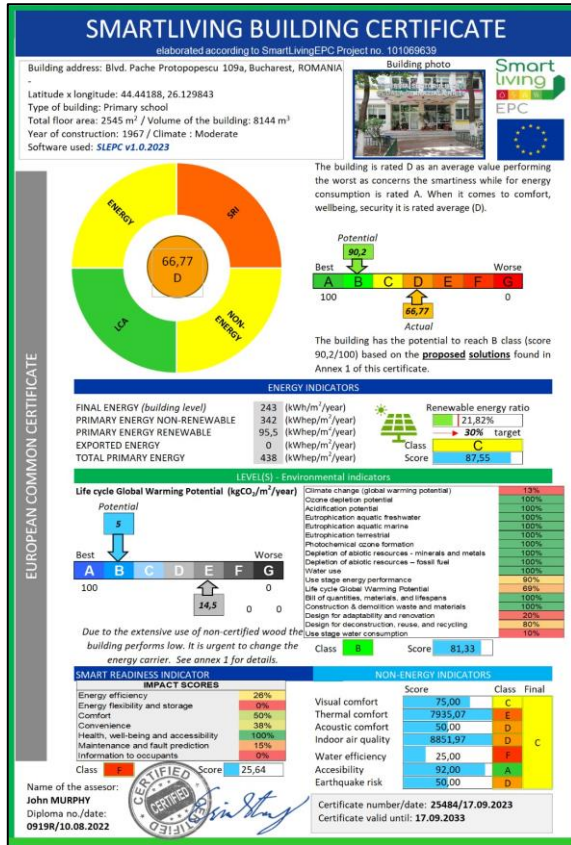 SMARTLIVING BUILDING CERTIFICATE
elaborated according to SmartLivingEPC Project no. 101069639
Building address: Blvd. Pache Protopopescu 109a, Bucharest, ROMANIA
-
Latitude x longitude: 44.44188, 26.129843
Type of building: Primary school
Total floor area: 2545 m² / Volume of the building: 8144 m³
Year of construction: 1967 / Climate : Moderate
Software used: SLEPC v1.0.2023
Building photo
Smart
living
EPC
EUROPEAN COMMON CERTIFICATE
ENERGY
SRI
LCA
NON-ENERGY
66,77
D
The building is rated D as an average value performing
the worst as concerns the smartiness while for energy
consumption is rated A. When it comes to comfort,
wellbeing, security it is rated average (D).
Potential
90,2
Best Worse
A B C D E F G
100 0
66,77
Actual
The building has the potential to reach B class (score
90,2/100) based on the proposed solutions found in
Annex 1 of this certificate.
ENERGY INDICATORS
FINAL ENERGY (building level) 243 (kWh/m²/year)
PRIMARY ENERGY NON-RENEWABLE 342 (kWhep/m²/year)
PRIMARY ENERGY RENEWABLE 95,5 (kWhep/m²/year)
EXPORTED ENERGY 0 (kWhep/m²/year)
TOTAL PRIMARY ENERGY 438 (kWhep/m²/year)
Renewable energy ratio
21,82%
30% target
Class C
Score 87,55
LEVEL(S) - Environmental indicators
Life cycle Global Warming Potential (kgCO₂/m²/year)
Potential
5
Best Worse
A B C D E F G
100 0
14,5 0 0
Due to the extensive use of non-certified wood the
building performs low. It is urgent to change the
energy carrier. See annex 1 for details.
Climate change (global warming potential) 13%
Ozone depletion potential 100%
Acidification potential 100%
Eutrophication aquatic freshwater 100%
Eutrophication aquatic marine 100%
Eutrophication terrestrial 100%
Photochemical ozone formation 100%
Depletion of abiotic resources - minerals and metals 100%
Depletion of abiotic resources – fossil fuel 100%
Water use 100%
Use stage energy performance 90%
Life cycle Global Warming Potential 69%
Bill of quantities, materials, and lifespans 100%
Construction & demolition waste and materials 100%
Design for adaptability and renovation 20%
Design for deconstruction, reuse, and recycling 80%
Use stage water consumption 10%
Class B Score 81,33
SMART READINESS INDICATOR
IMPACT SCORES
Energy efficiency 26%
Energy flexibility and storage 0%
Comfort 50%
Convenience 38%
Health, well-being and accessibility 100%
Maintenance and fault prediction 15%
Information to occupants 0%
Class F Score 25,64
NON-ENERGY INDICATORS
Score Class Final
Visual comfort 75,00 C
Thermal comfort 7935,07 E
Acoustic comfort 50,00 D
Indoor air quality 8851,97 D
Water efficiency 25,00 F
Accesibility 92,00 A
Earthquake risk 50,00 D
C
Name of the assesor:
John MURPHY
Diploma no./date:
0919R/10.08.2022
CERTIFIED
CERTIFIED
CERTIFIED
Certificate number/date: 25484/17.09.2023
Certificate valid until: 17.09.2033